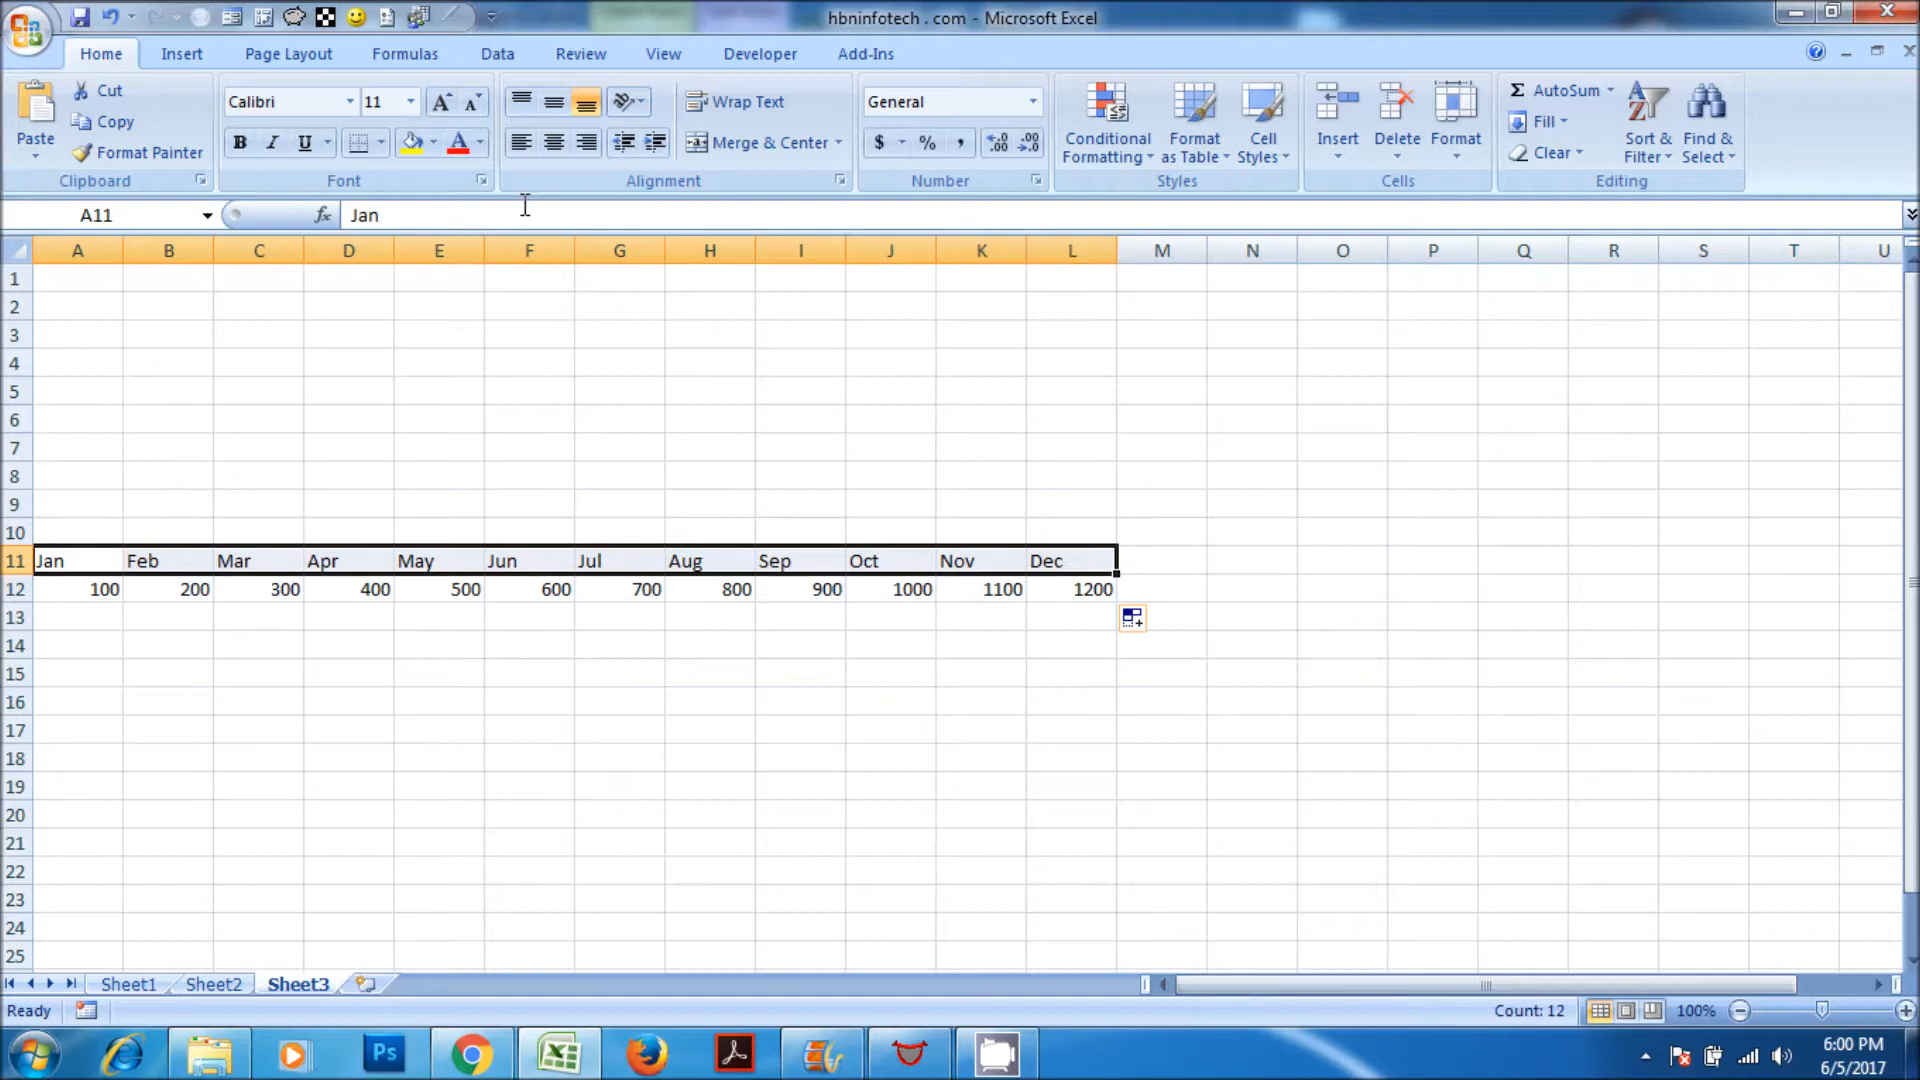 hbninfotech . com - Microsoft Excel
Home Insert Page Layout Formulas Data Review View Developer Add-Ins
Paste Cut Copy Format Painter Clipboard
Calibri 11 A A B I U A Font
Wrap Text Merge & Center Alignment
General $ % , .0 .00 .00 .0 Number
Conditional Formatting Format as Table Cell Styles Styles
Insert Delete Format Cells
Σ AutoSum Fill Clear Sort & Filter Find & Select Editing
A11 fx Jan
A B C D E F G H I J K L M N O P Q R S T U
1
2
3
4
5
6
7
8
9
10
11 Jan Feb Mar Apr May Jun Jul Aug Sep Oct Nov Dec
12 100 200 300 400 500 600 700 800 900 1000 1100 1200
13
14
15
16
17
18
19
20
21
22
23
24
25
Sheet1 Sheet2 Sheet3
Ready Count: 12 100%
Ps 6:00 PM
6/5/2017